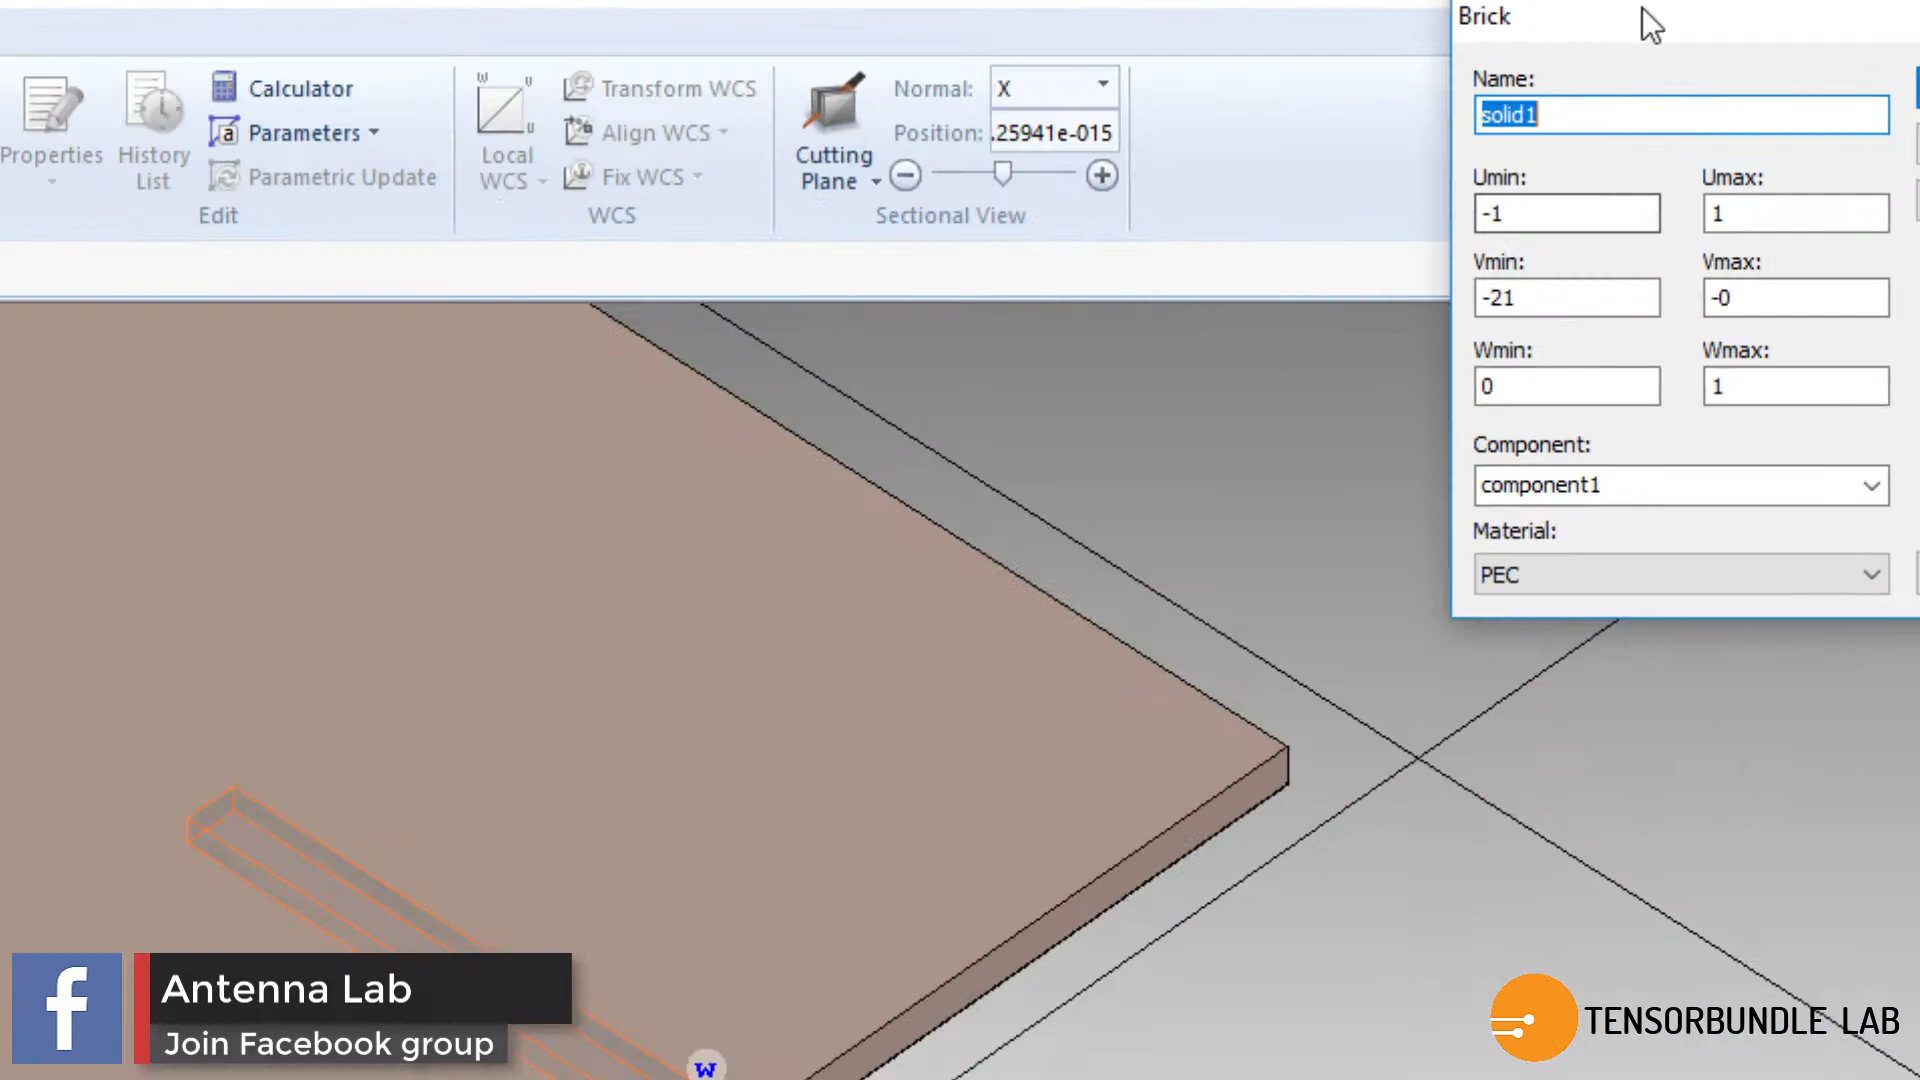 Brick
Name:
solid1
Umin:
Umax:
-1
1
Vmin:
Vmax:
-21
-0
Wmin:
Wmax:
0
1
Component:
component1
Material:
PEC
Properties
History
List
Calculator
Parameters
Parametric Update
Edit
w
u
u
Local
WCS
Transform WCS
Align WCS
Fix WCS
WCS
Cutting
Plane
Normal: X
Position: .25941e-015
Sectional View
w
f
Antenna Lab
Join Facebook group
TENSORBUNDLE LAB